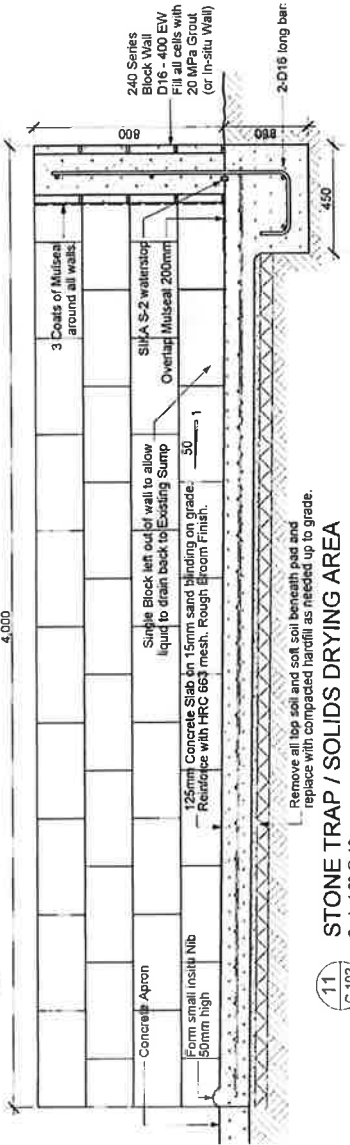 4,000
3 Coats of Mulseal
around all walls.
800
240 Series
Block Wall
D16 - 400 EW
Fill all cells with
20 MPa Grout
(or In-situ Wall)
Concrete Apron
Single Block left out of wall to allow
liquid to drain back to Existing Sump
SIKA S-2 waterstop
Overlap Mulseal 200mm
Form small insitu Nib
50mm high
125mm Concrete Slab on 15mm sand blinding on grade.
Reinforce with HRC 663 mesh. Rough Broom Finish.
50
1
2-D16 long bar.
450
Remove all top soil and soft soil beneath pad and
replace with compacted hardfill as needed up to grade.
11
STONE TRAP / SOLIDS DRYING AREA